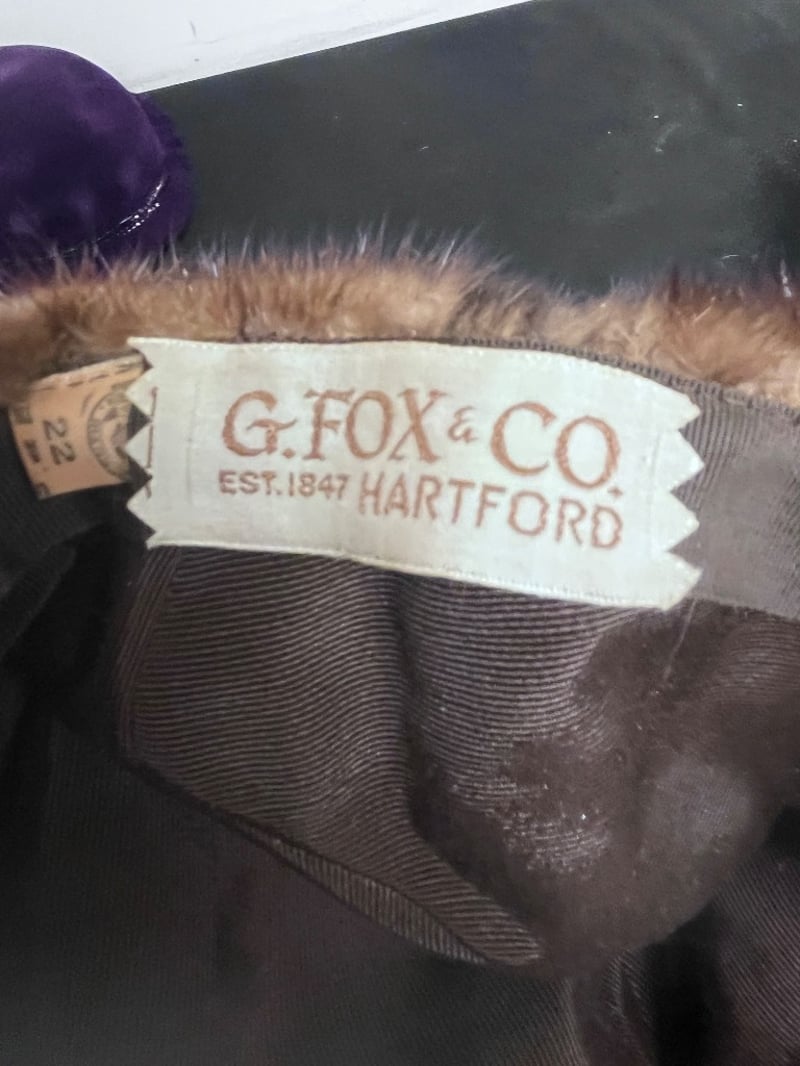 G. FOX & CO.
EST. 1847 HARTFORD
22